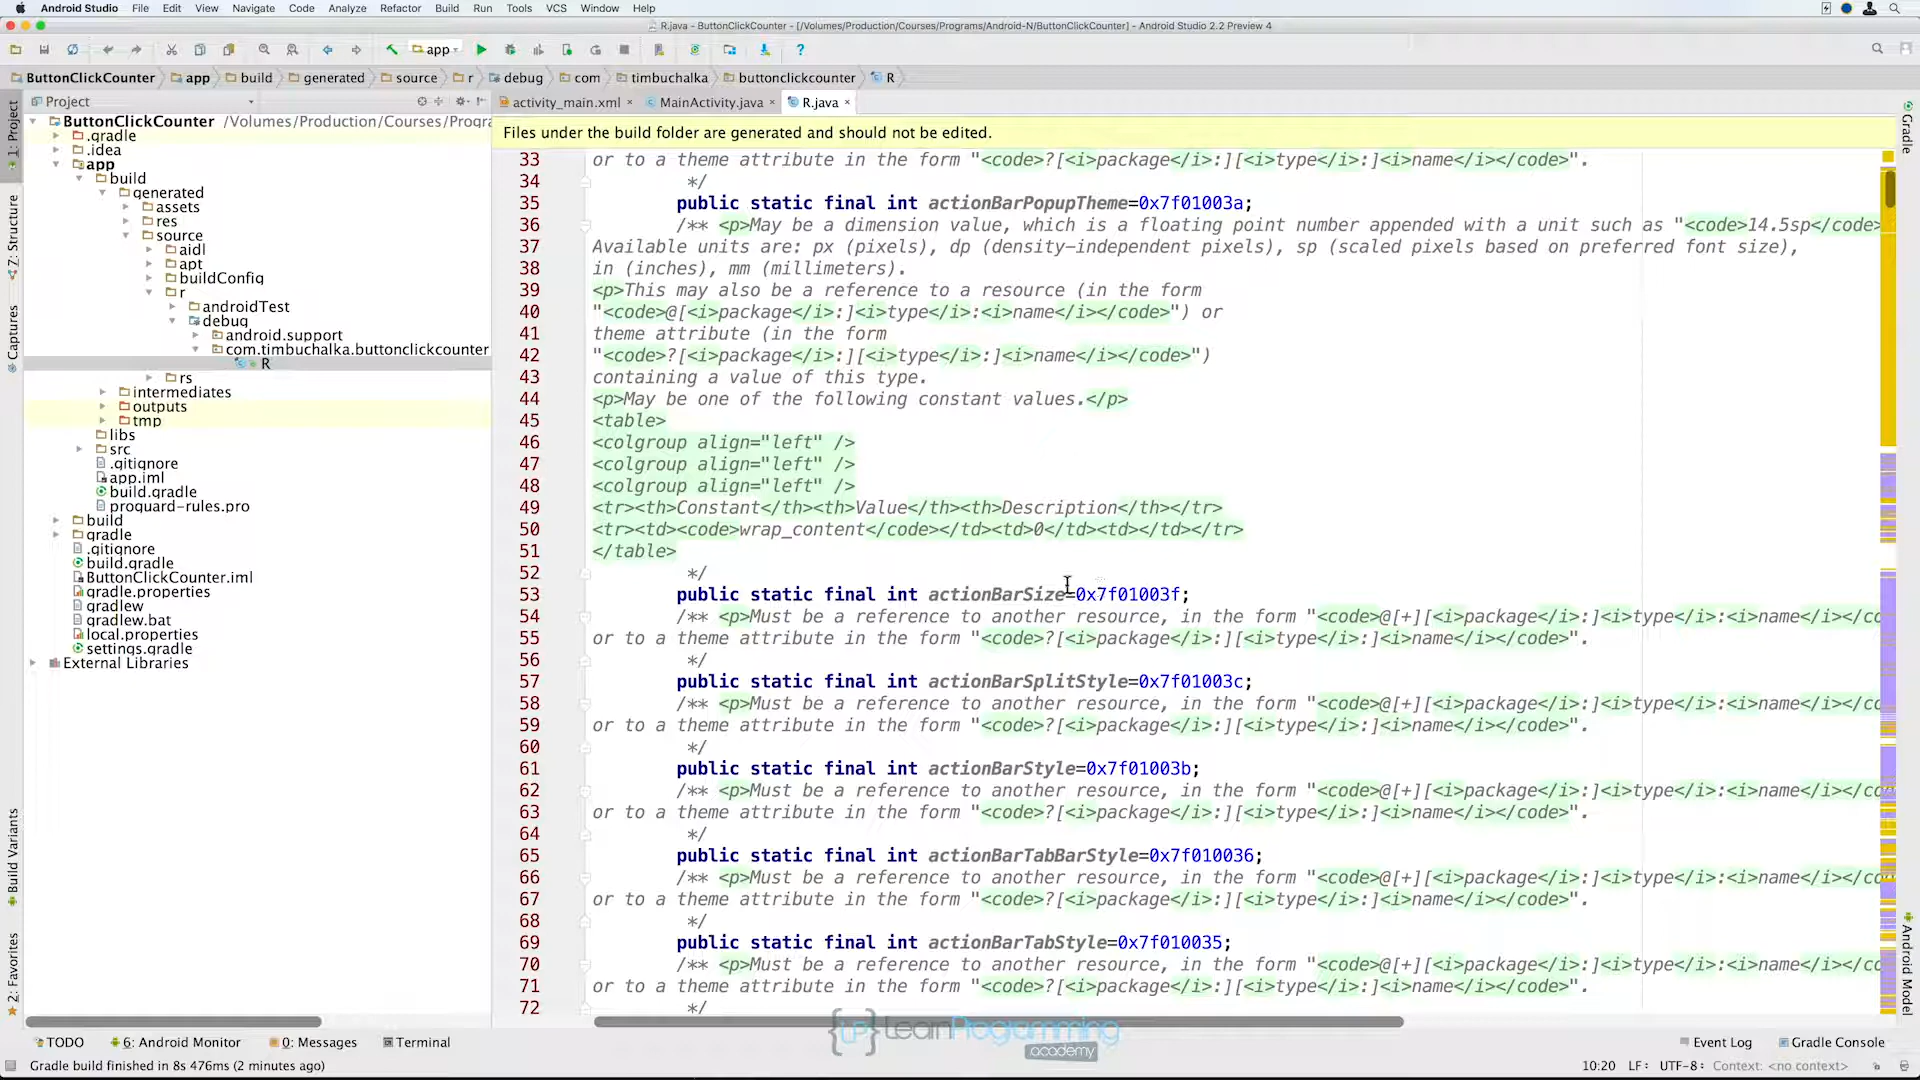 Android Studio File Edit View Navigate Code Analyze Refactor Build Run Tools VCS Window Help
R.java - ButtonClickCounter - [/Volumes/Production/Courses/Programs/Android-N/ButtonClickCounter] - Android Studio 2.2 Preview 4
app
ButtonClickCounter app build generated source r debug com timbuchalka buttonclickcounter R
Project
activity_main.xml MainActivity.java R.java
1: Project
Z: Structure
Captures
Build Variants
2: Favorites
ButtonClickCounter /Volumes/Production/Courses/Progra
.gradle
.idea
app
build
generated
assets
res
source
aidl
apt
buildConfig
r
androidTest
debug
android.support
com.timbuchalka.buttonclickcounter
R
rs
intermediates
outputs
tmp
libs
src
.gitignore
app.iml
build.gradle
proguard-rules.pro
build
gradle
.gitignore
build.gradle
ButtonClickCounter.iml
gradle.properties
gradlew
gradlew.bat
local.properties
settings.gradle
External Libraries
Files under the build folder are generated and should not be edited.
33 or to a theme attribute in the form "<code>?[<i>package</i>:][<i>type</i>:]<i>name</i></code>".
34 */
35 public static final int actionBarPopupTheme=0x7f01003a;
36 /** <p>May be a dimension value, which is a floating point number appended with a unit such as "<code>14.5sp</code>
37 Available units are: px (pixels), dp (density-independent pixels), sp (scaled pixels based on preferred font size),
38 in (inches), mm (millimeters).
39 <p>This may also be a reference to a resource (in the form
40 "<code>@[<i>package</i>:]<i>type</i>:<i>name</i></code>") or
41 theme attribute (in the form
42 "<code>?[<i>package</i>:][<i>type</i>:]<i>name</i></code>")
43 containing a value of this type.
44 <p>May be one of the following constant values.</p>
45 <table>
46 <colgroup align="left" />
47 <colgroup align="left" />
48 <colgroup align="left" />
49 <tr><th>Constant</th><th>Value</th><th>Description</th></tr>
50 <tr><td><code>wrap_content</code></td><td>0</td><td></td></tr>
51 </table>
52 */
53 public static final int actionBarSize=0x7f01003f;
54 /** <p>Must be a reference to another resource, in the form "<code>@[+][<i>package</i>:]<i>type</i>:<i>name</i></co
55 or to a theme attribute in the form "<code>?[<i>package</i>:][<i>type</i>:]<i>name</i></code>".
56 */
57 public static final int actionBarSplitStyle=0x7f01003c;
58 /** <p>Must be a reference to another resource, in the form "<code>@[+][<i>package</i>:]<i>type</i>:<i>name</i></co
59 or to a theme attribute in the form "<code>?[<i>package</i>:][<i>type</i>:]<i>name</i></code>".
60 */
61 public static final int actionBarStyle=0x7f01003b;
62 /** <p>Must be a reference to another resource, in the form "<code>@[+][<i>package</i>:]<i>type</i>:<i>name</i></co
63 or to a theme attribute in the form "<code>?[<i>package</i>:][<i>type</i>:]<i>name</i></code>".
64 */
65 public static final int actionBarTabBarStyle=0x7f010036;
66 /** <p>Must be a reference to another resource, in the form "<code>@[+][<i>package</i>:]<i>type</i>:<i>name</i></co
67 or to a theme attribute in the form "<code>?[<i>package</i>:][<i>type</i>:]<i>name</i></code>".
68 */
69 public static final int actionBarTabStyle=0x7f010035;
70 /** <p>Must be a reference to another resource, in the form "<code>@[+][<i>package</i>:]<i>type</i>:<i>name</i></co
71 or to a theme attribute in the form "<code>?[<i>package</i>:][<i>type</i>:]<i>name</i></code>".
72 */
Gradle
Android Model
{LP} LearnProgramming
academy
TODO 6: Android Monitor 0: Messages Terminal Event Log Gradle Console
Gradle build finished in 8s 476ms (2 minutes ago) 10:20 LF: UTF-8: Context: <no context>